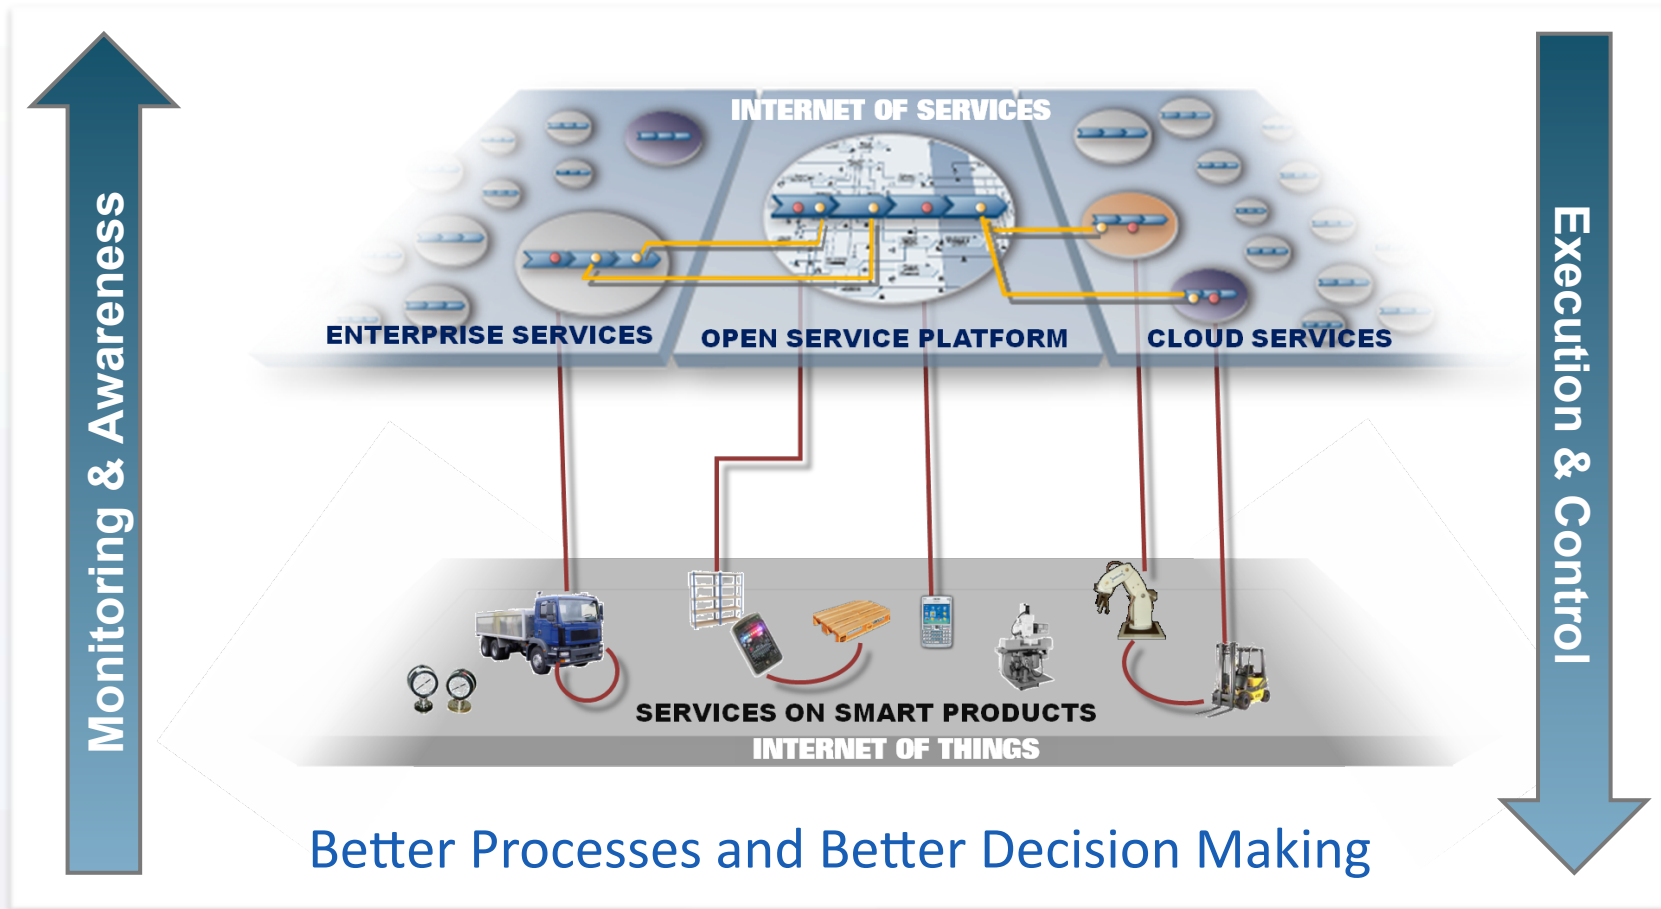 INTERNET OF SERVICES
ENTERPRISE SERVICES
OPEN SERVICE PLATFORM
CLOUD SERVICES
Monitoring & Awareness
Execution & Control
SERVICES ON SMART PRODUCTS
INTERNET OF THINGS
Better Processes and Better Decision Making